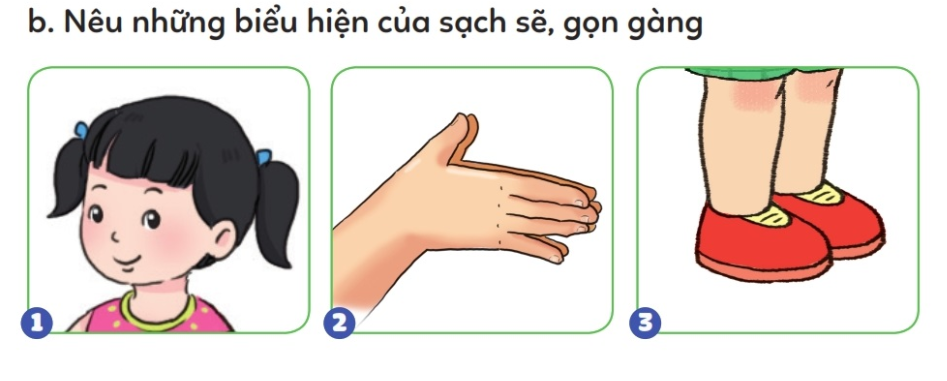 b. Nêu những biểu hiện của sạch sẽ, gọn gàng
1
2
3